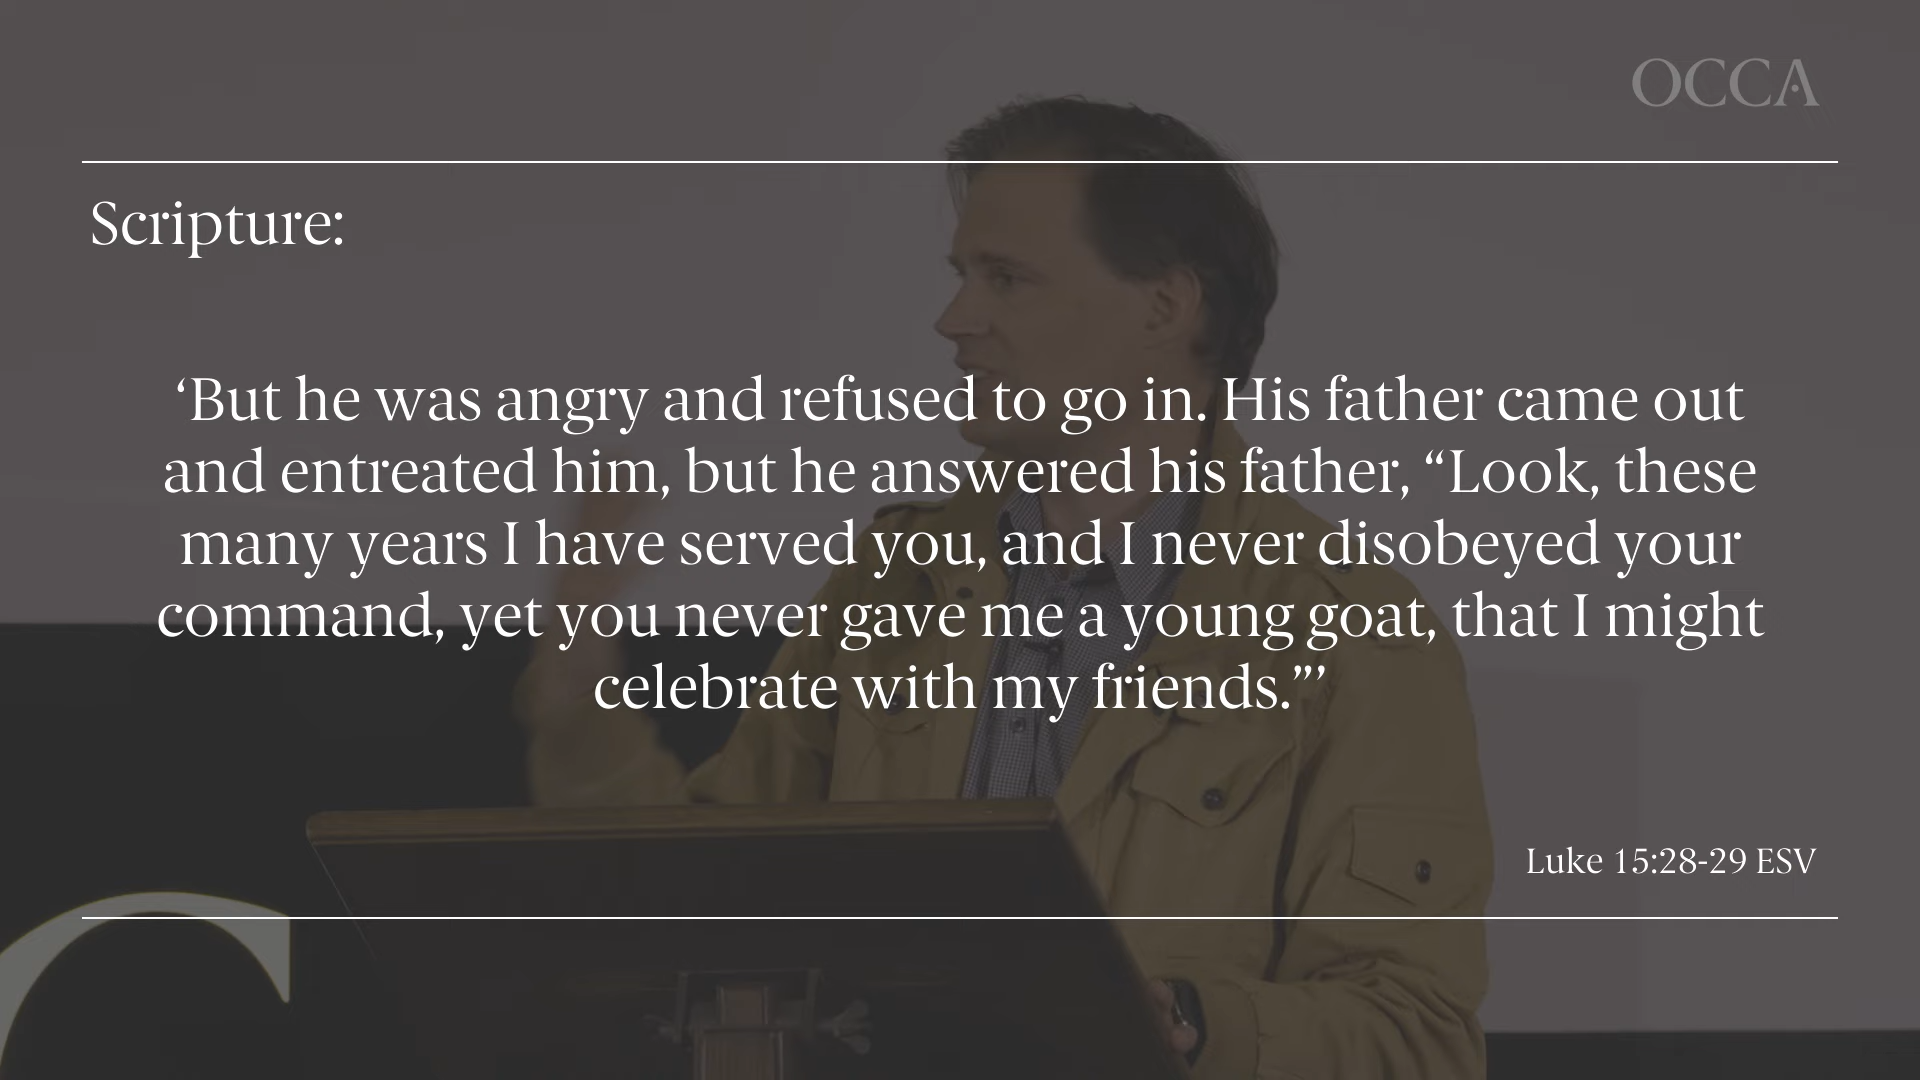 OCCA
Scripture:
‘But he was angry and refused to go in. His father came out
and entreated him, but he answered his father, “Look, these
many years I have served you, and I never disobeyed your
command, yet you never gave me a young goat, that I might
celebrate with my friends.”’
Luke 15:28-29 ESV
C